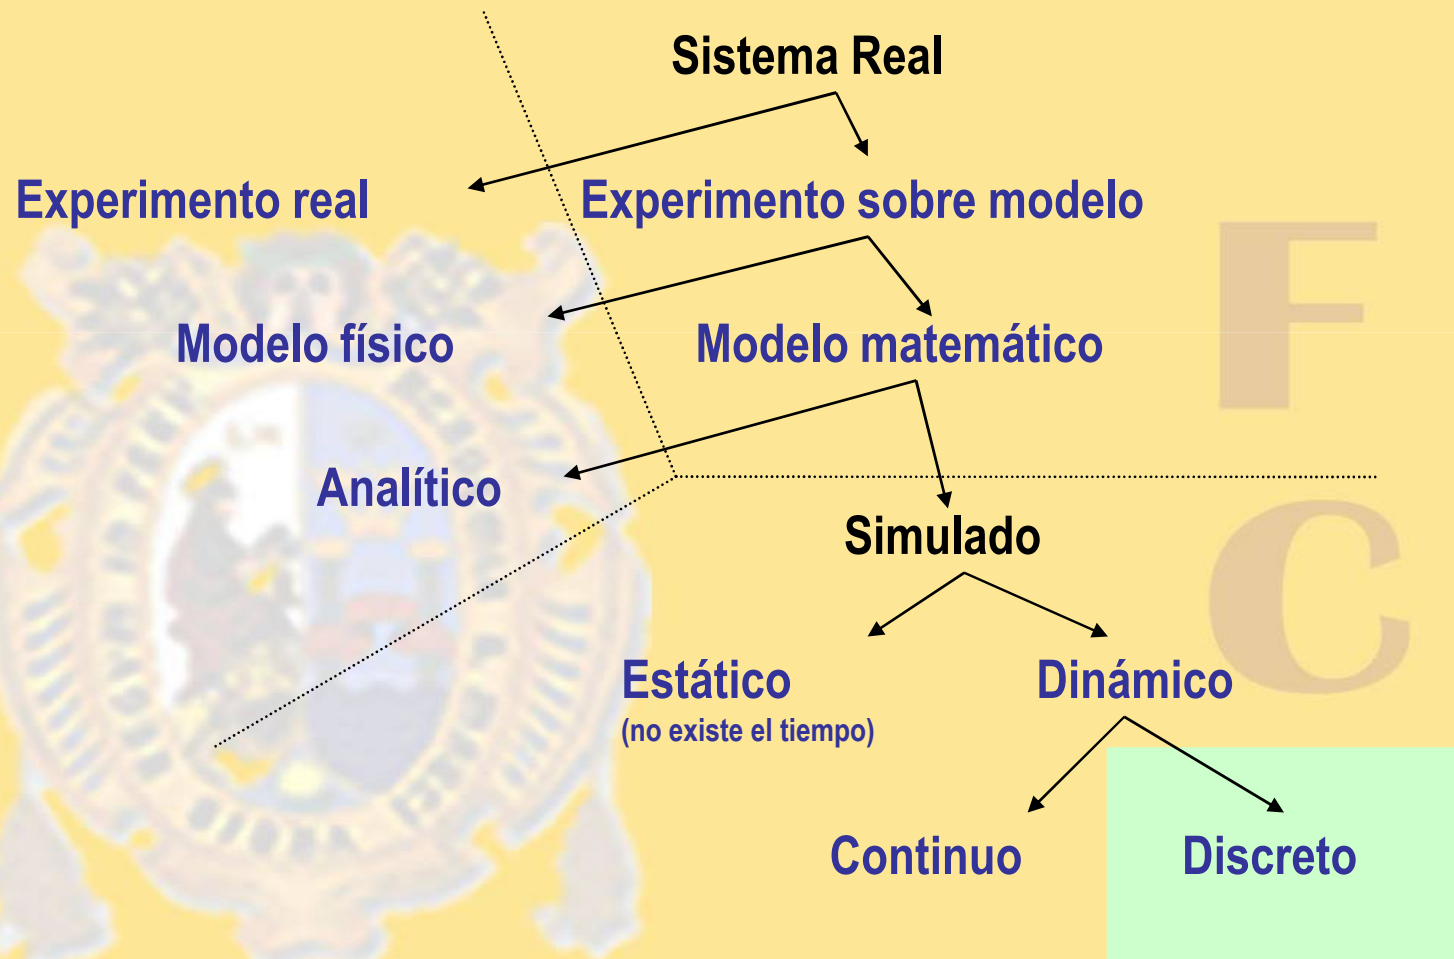 Sistema Real
Experimento real
Experimento sobre modelo
Modelo físico
Modelo matemático
Analítico
Simulado
Estático
(no existe el tiempo)
Dinámico
Continuo
Discreto
F
C